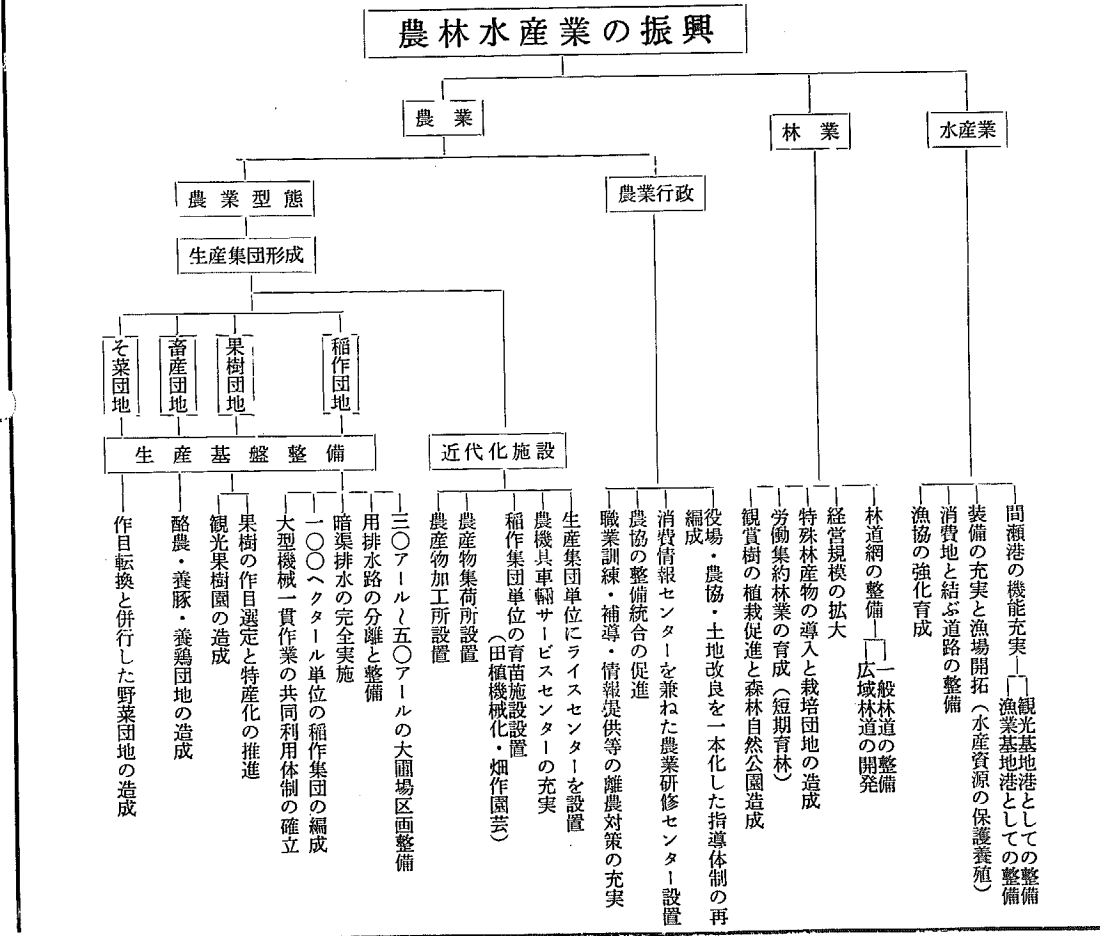 農林水産業の振興
水産業
林業
農業
農業行政
農業型態
生産集団形成
稲作団地
果樹団地
畜産団地
そ菜団地
近代化施設
生産基盤整備
間瀬港の機能充実
観光基地港としての整備
漁業基地港としての整備
装備の充実と漁場開拓（水産資源の保護養殖）
消費地と結ぶ道路の整備
漁協の強化育成
林道網の整備
一般林道の整備
広域林道の開発
経営規模の拡大
特殊林産物の導入と栽培団地の造成
労働集約林業の育成（短期育林）
観賞樹の植栽促進と森林自然公園造成
役場・農協・土地改良を一本化した指導体制の再
編成
消費情報センターを兼ねた農業研修センター設置
農協の整備統合の促進
職業訓練・補導・情報提供等の離農対策の充実
生産集団単位にライスセンターを設置
農機具車輛サービスセンターの充実
稲作集団単位の育苗施設設置
（田植機械化・畑作園芸）
農産物集荷所設置
農産物加工所設置
三〇アール〜五〇アールの大圃場区画整備
用排水路の分離と整備
暗渠排水の完全実施
一〇〇ヘクタール単位の稲作集団の編成
大型機械一貫作業の共同利用体制の確立
果樹の作目選定と特産化の推進
観光果樹園の造成
酪農・養豚・養鶏団地の造成
作目転換と併行した野菜団地の造成